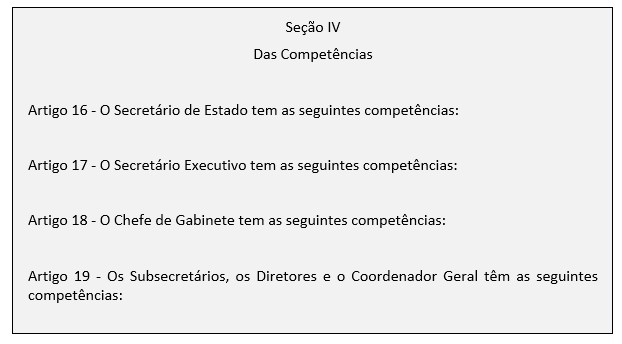 Seção IV
Das Competências
Artigo 16 - O Secretário de Estado tem as seguintes competências:
Artigo 17 - O Secretário Executivo tem as seguintes competências:
Artigo 18 - O Chefe de Gabinete tem as seguintes competências:
Artigo 19 - Os Subsecretários, os Diretores e o Coordenador Geral têm as seguintes
competências: